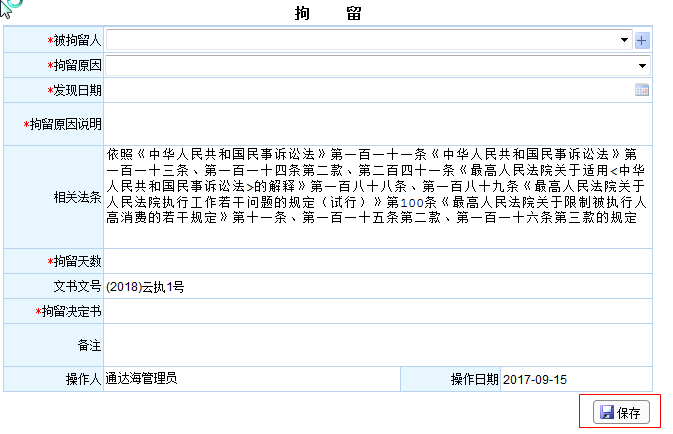 拘 留
*被拘留人
*拘留原因
*发现日期
*拘留原因说明
相关法条
依照《中华人民共和国民事诉讼法》第一百一十一条《中华人民共和国民事诉讼法》第一
百一十三条、第一百一十四条第二款、第二百四十一条《最高人民法院关于适用<中华
人民共和国民事诉讼法>的解释》第一百八十八条、第一百八十九条《最高人民法院关于
人民法院执行工作若干问题的规定（试行）》第100条《最高人民法院关于限制被执行人
高消费的若干规定》第十一条、第一百一十五条第二款、第一百一十六条第三款的规定
*拘留天数
文书文号 (2018)云执1号
*拘留决定书
备注
操作人 通达海管理员 操作日期 2017-09-15
保存